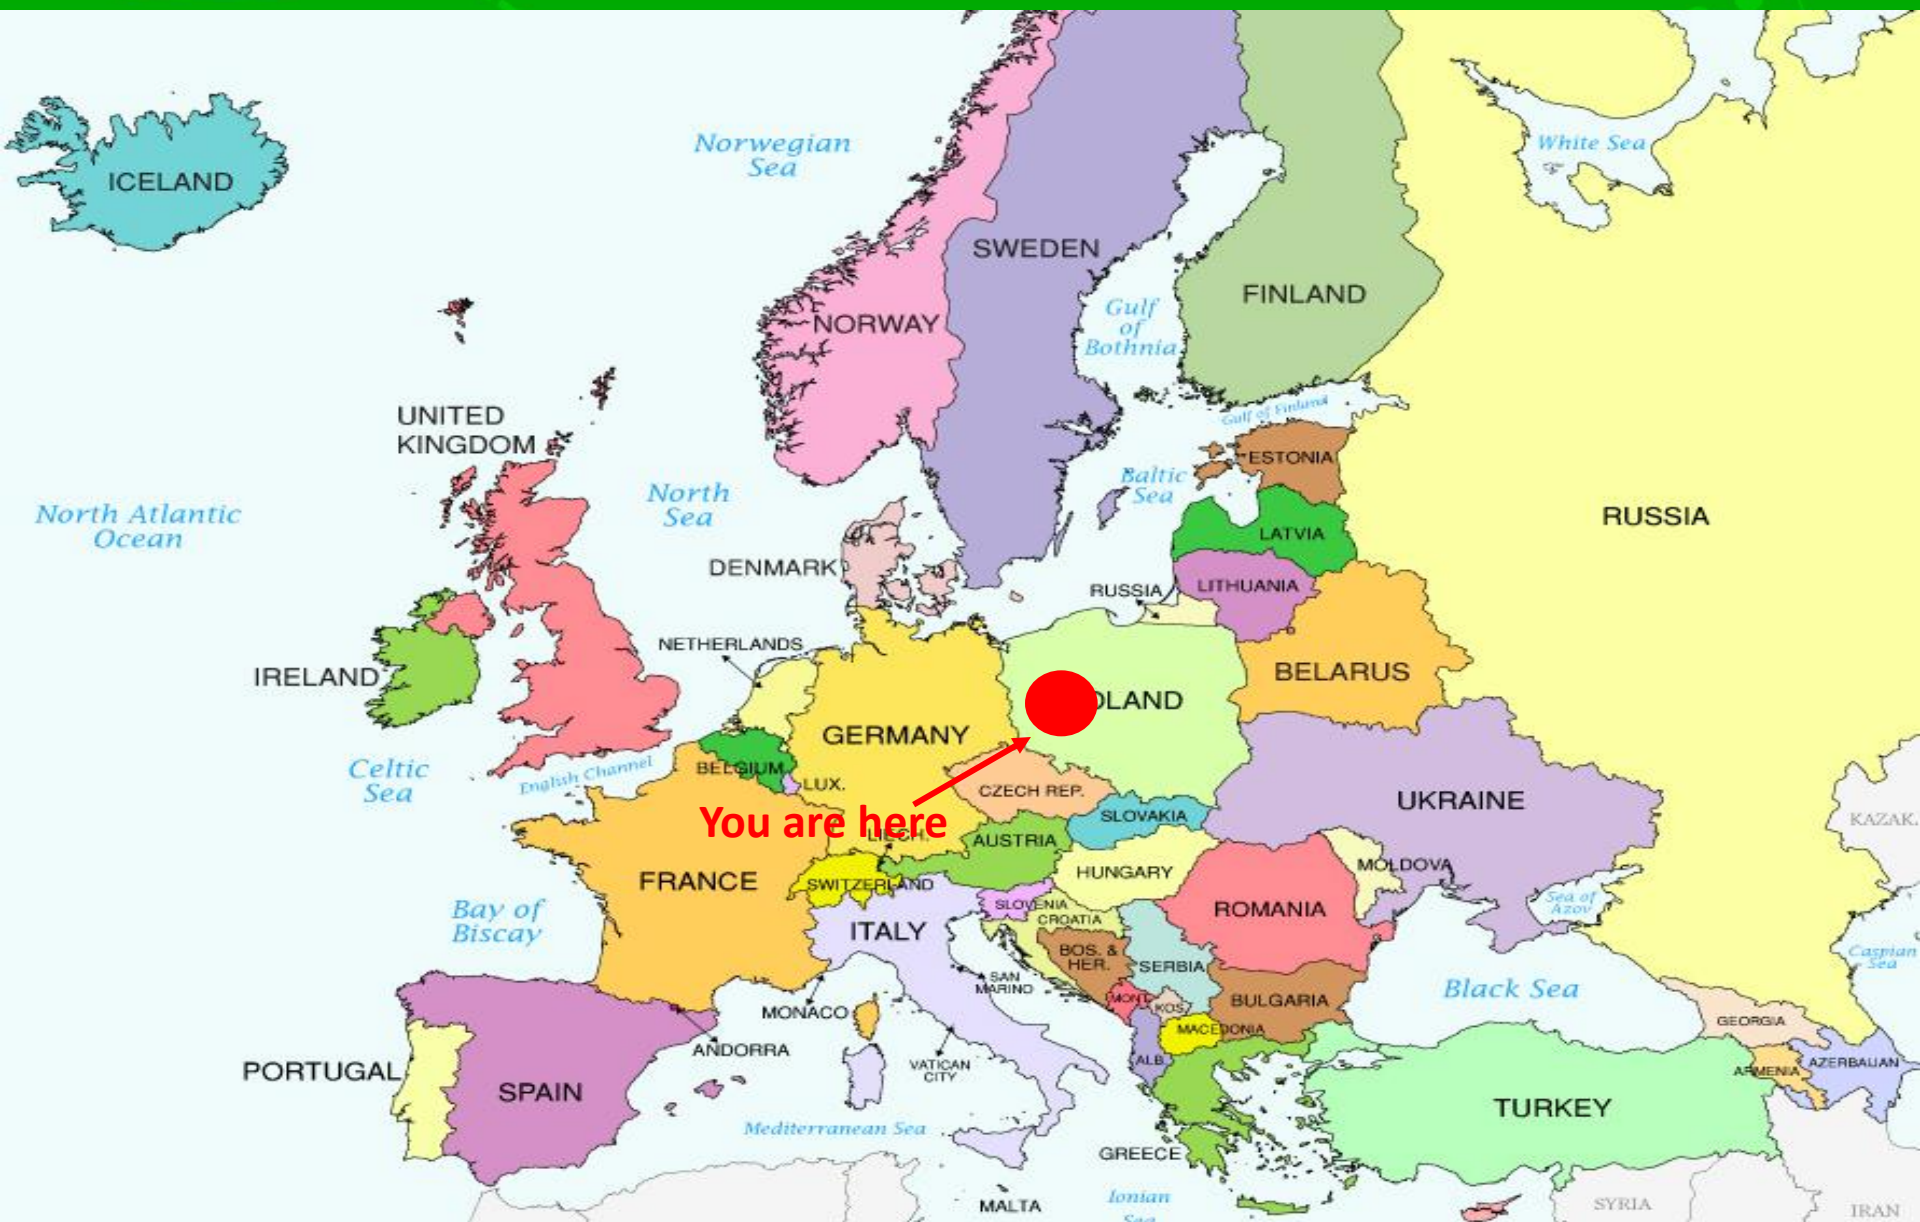 ICELAND
Norwegian
Sea
White Sea
SWEDEN
FINLAND
Gulf
of
Bothnia
NORWAY
UNITED
KINGDOM
Gulf of Finland
ESTONIA
Baltic
Sea
North
Sea
North Atlantic
Ocean
RUSSIA
LATVIA
DENMARK
RUSSIA
LITHUANIA
NETHERLANDS
IRELAND
BELARUS
OLAND
GERMANY
BELGIUM
English Channel
Celtic
Sea
LUX.
CZECH REP.
UKRAINE
SLOVAKIA
KAZAK.
You are here
LIECH.
AUSTRIA
MOLDOVA
HUNGARY
FRANCE
SWITZERLAND
SLOVENIA
CROATIA
ROMANIA
Sea of
Azov
Bay of
Biscay
ITALY
BOS. &
HER.
SERBIA
Caspian
Sea
SAN
MARINO
Black Sea
MONT.
KOS.
BULGARIA
MONACO
MACEDONIA
GEORGIA
ANDORRA
ALB.
VATICAN
CITY
ARMENIA
AZERBAIJAN
PORTUGAL
SPAIN
TURKEY
Mediterranean Sea
GREECE
MALTA
Ionian
Sea
SYRIA
IRAN